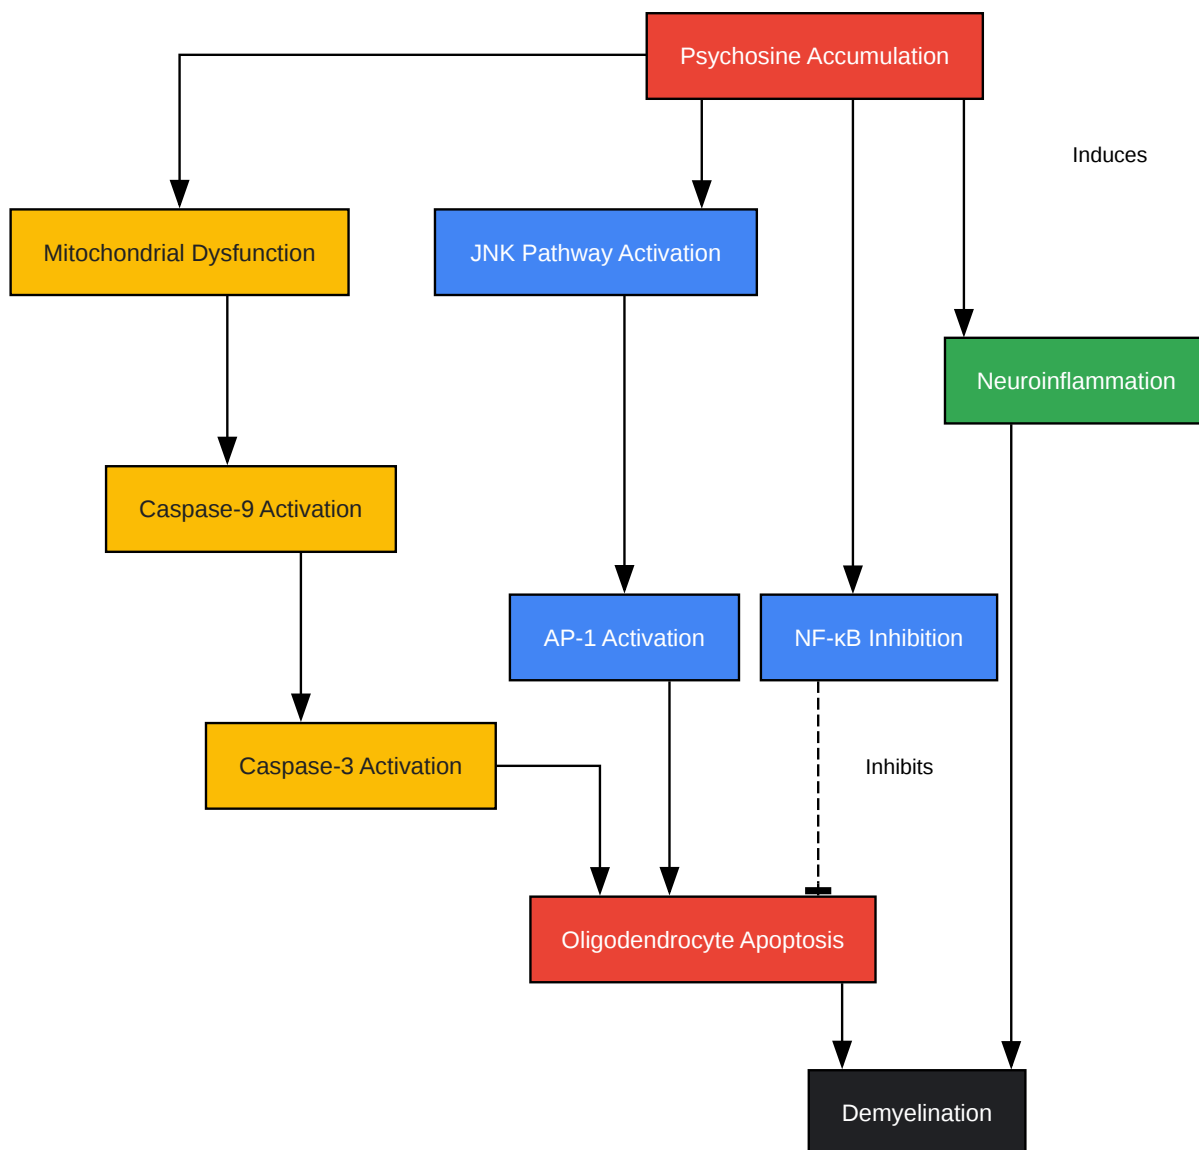 Psychosine Accumulation
Induces
Mitochondrial Dysfunction
JNK Pathway Activation
Neuroinflammation
Caspase-9 Activation
AP-1 Activation
NF-κB Inhibition
Caspase-3 Activation
Inhibits
Oligodendrocyte Apoptosis
Demyelination